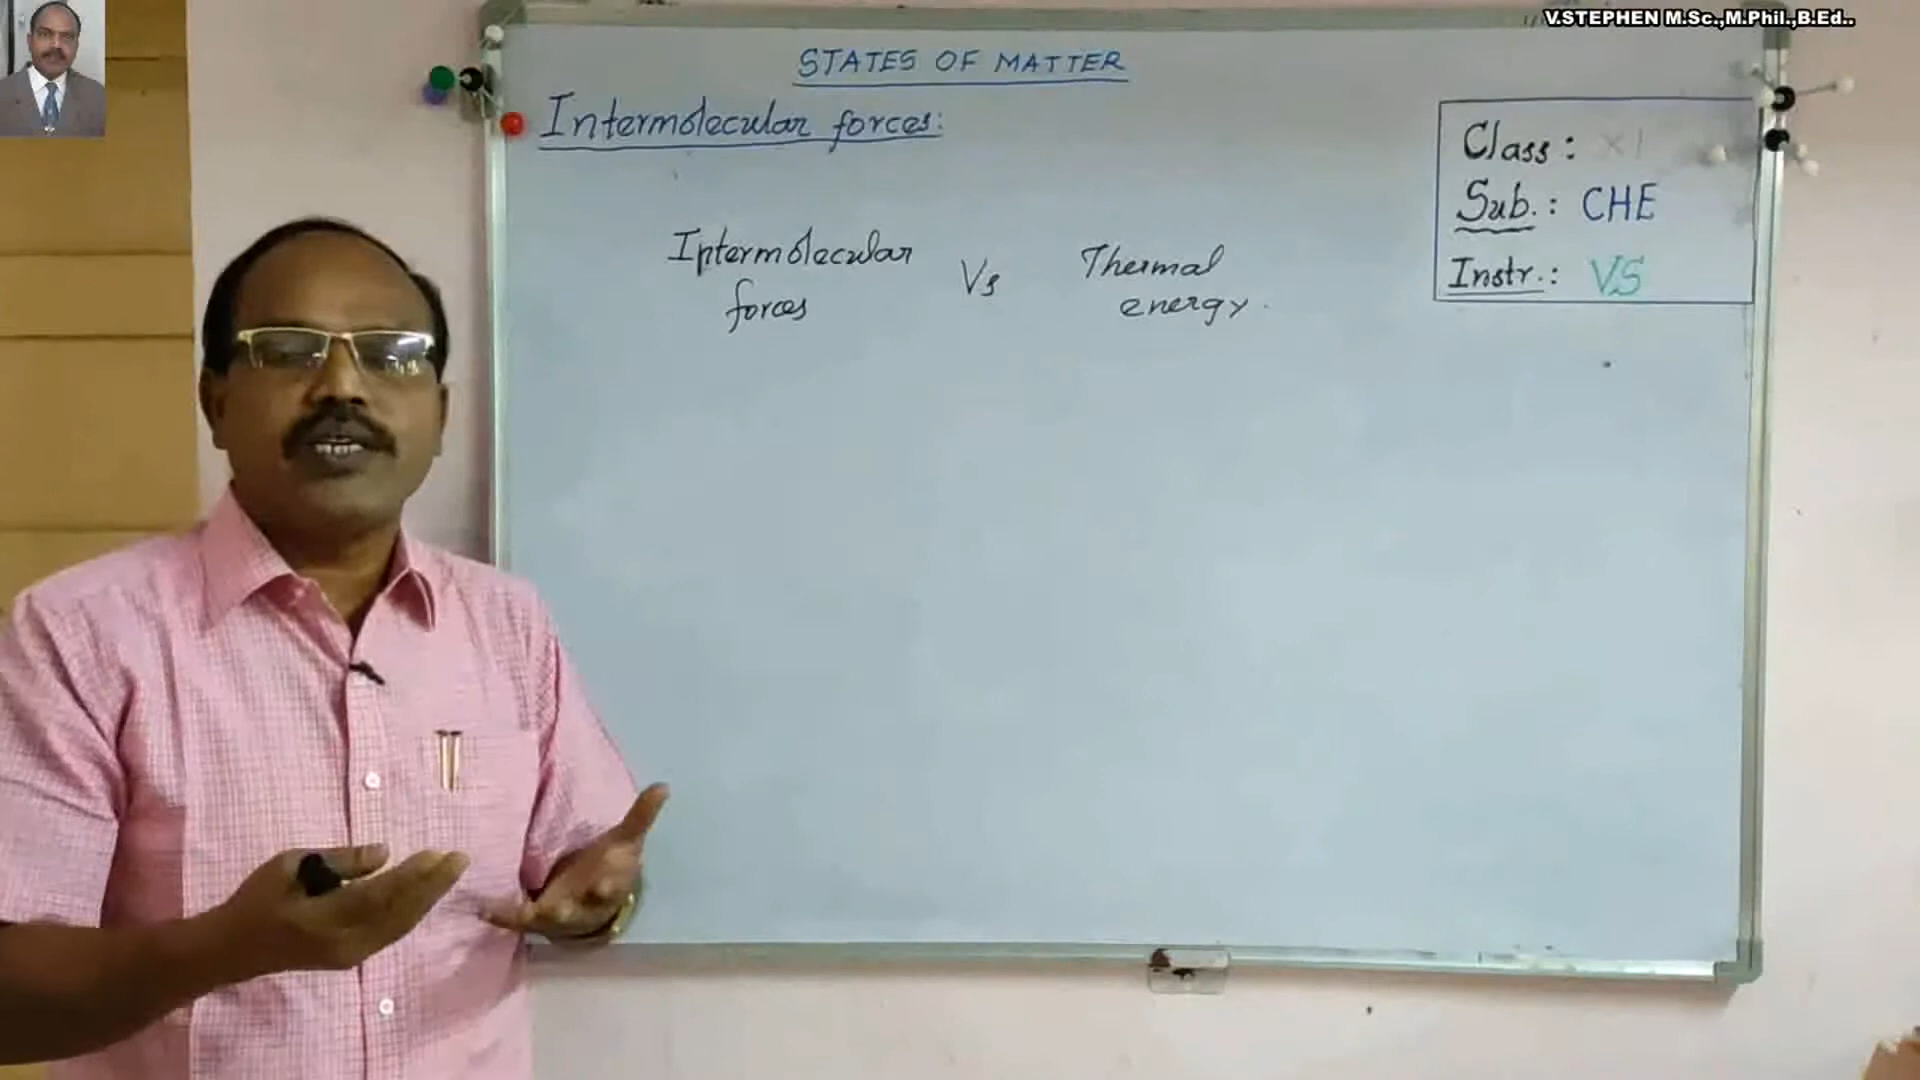 V.STEPHEN M.Sc.,M.Phil.,B.Ed..
STATES OF MATTER
Intermolecular forces:
Class : XI
Sub. : CHE
Instr. : VS
Intermolecular
forces
Vs
Thermal
energy.